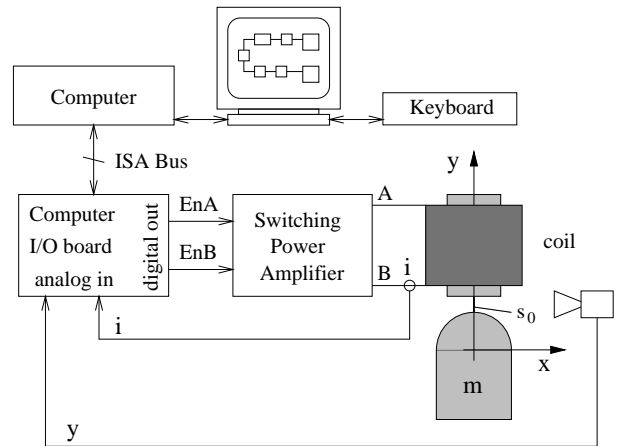 Computer
Keyboard
ISA Bus
y
Computer
I/O board
analog in
digital out
EnA
EnB
Switching
Power
Amplifier
A
B
i
coil
s0
x
m
i
y